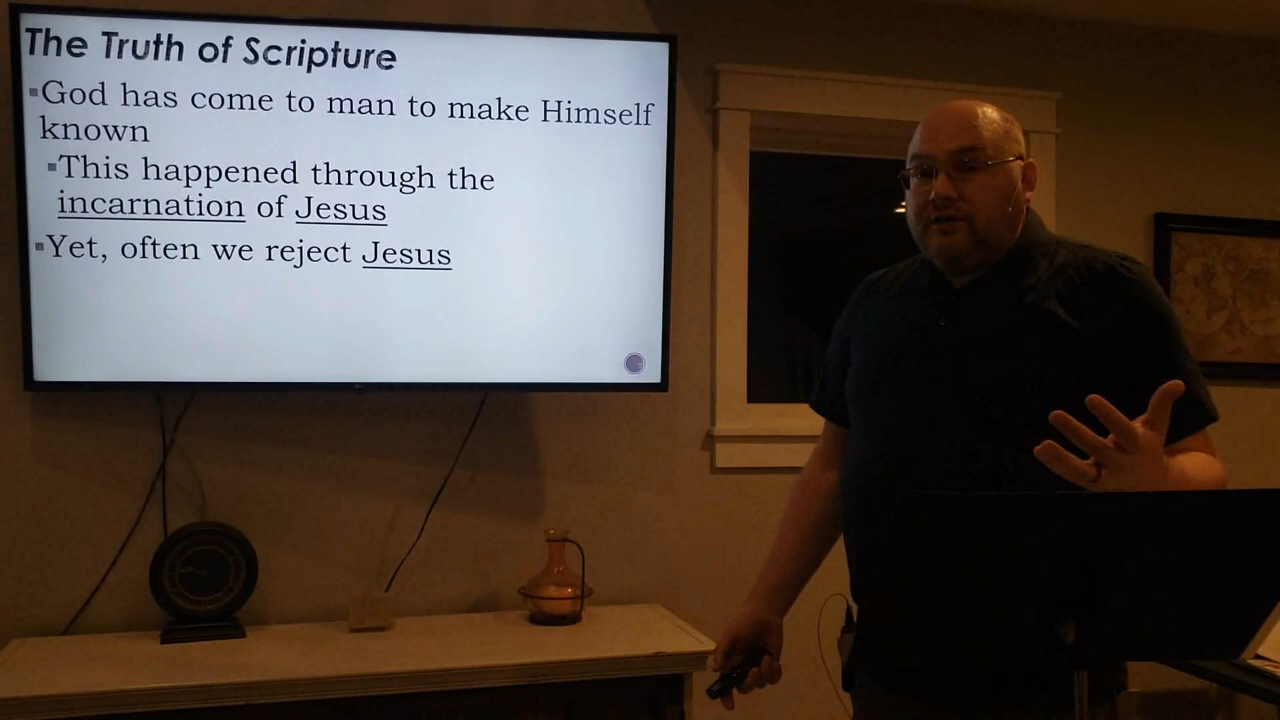 The Truth of Scripture
▪God has come to man to make Himself
known
▪This happened through the
incarnation of Jesus
▪Yet, often we reject Jesus